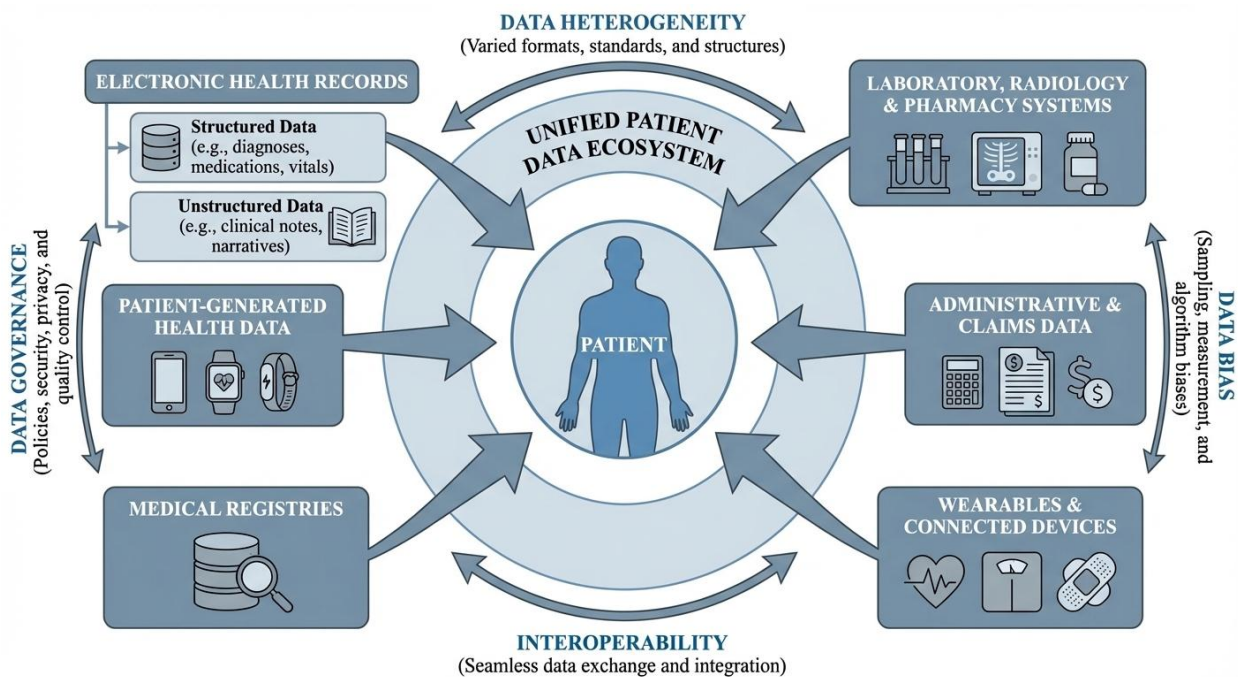 DATA HETEROGENEITY
(Varied formats, standards, and structures)
ELECTRONIC HEALTH RECORDS
Structured Data
(e.g., diagnoses,
medications, vitals)
Unstructured Data
(e.g., clinical notes,
narratives)
UNIFIED PATIENT
DATA ECOSYSTEM
LABORATORY, RADIOLOGY
& PHARMACY SYSTEMS
DATA GOVERNANCE
(Policies, security, privacy, and
quality control)
PATIENT-GENERATED
HEALTH DATA
PATIENT
ADMINISTRATIVE &
CLAIMS DATA
$
$
$
$
DATA BIAS
(Sampling, measurement, and
algorithm biases)
MEDICAL REGISTRIES
WEARABLES &
CONNECTED DEVICES
INTEROPERABILITY
(Seamless data exchange and integration)